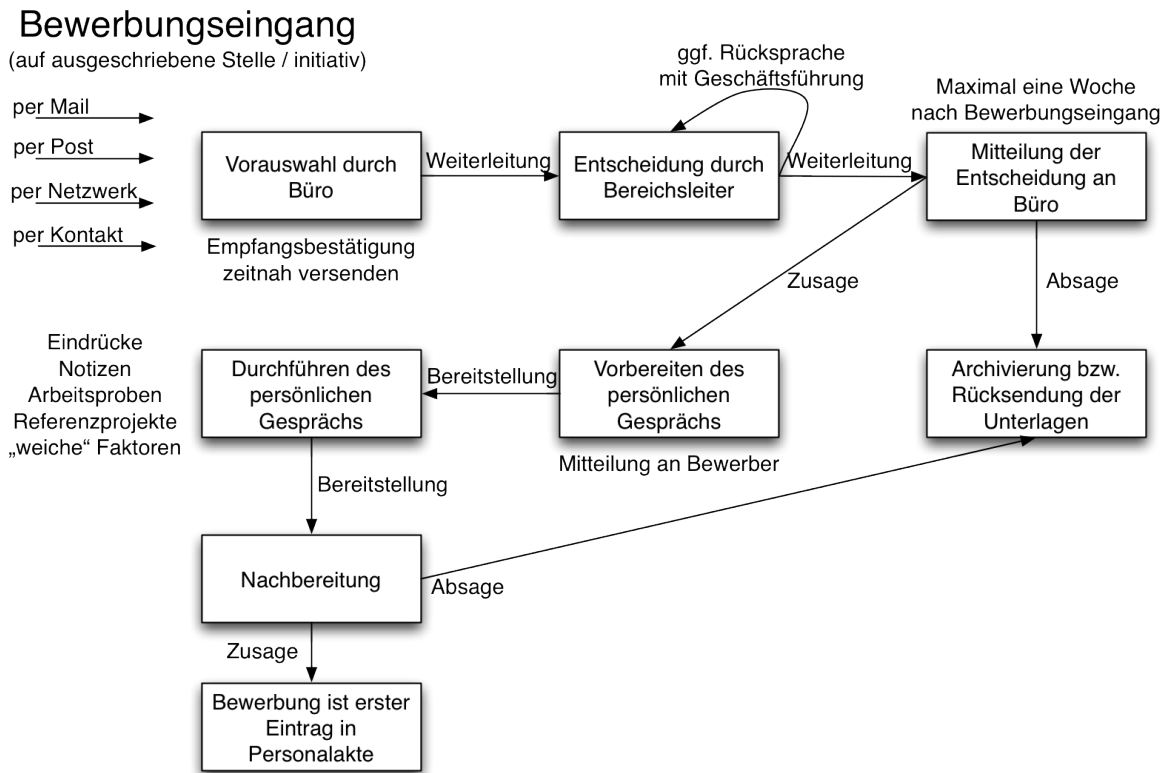 Bewerbungseingang
(auf ausgeschriebene Stelle / initiativ)
per Mail
per Post
per Netzwerk
per Kontakt
Vorauswahl durch
Büro
Empfangsbestätigung
zeitnah versenden
Weiterleitung
ggf. Rücksprache
mit Geschäftsführung
Entscheidung durch
Bereichsleiter
Weiterleitung
Maximal eine Woche
nach Bewerbungseingang
Mitteilung der
Entscheidung an
Büro
Zusage
Absage
Archivierung bzw.
Rücksendung der
Unterlagen
Vorbereiten des
persönlichen
Gesprächs
Mitteilung an Bewerber
Bereitstellung
Durchführen des
persönlichen
Gesprächs
Eindrücke
Notizen
Arbeitsproben
Referenzprojekte
„weiche“ Faktoren
Bereitstellung
Nachbereitung
Absage
Zusage
Bewerbung ist erster
Eintrag in
Personalakte